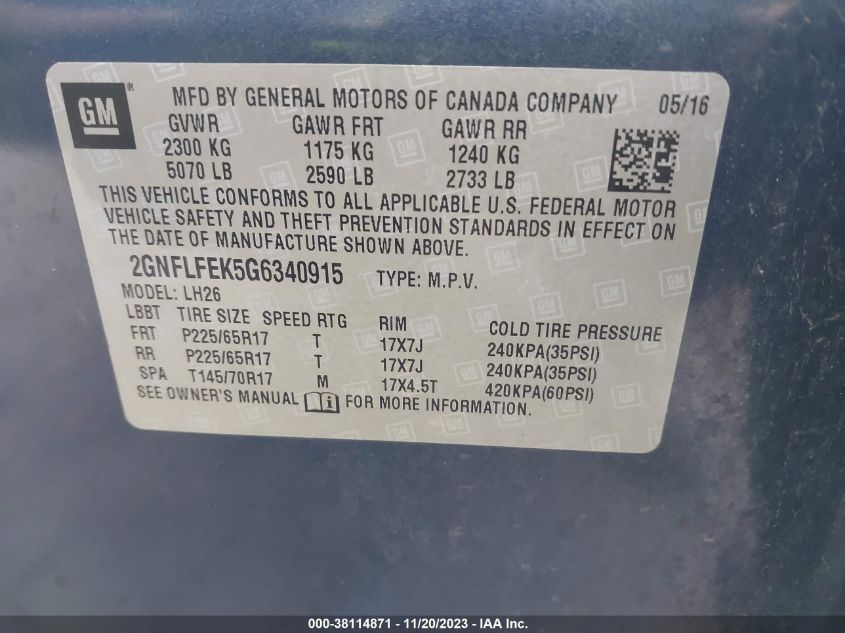 GM ® MFD BY GENERAL MOTORS OF CANADA COMPANY 05/16
GVWR GAWR FRT GAWR RR
2300 KG 1175 KG 1240 KG
5070 LB 2590 LB 2733 LB
THIS VEHICLE CONFORMS TO ALL APPLICABLE U.S. FEDERAL MOTOR
VEHICLE SAFETY AND THEFT PREVENTION STANDARDS IN EFFECT ON
THE DATE OF MANUFACTURE SHOWN ABOVE.
2GNFLFEK5G6340915 TYPE: M.P.V.
MODEL: LH26
LBBT TIRE SIZE SPEED RTG RIM COLD TIRE PRESSURE
FRT P225/65R17 T 17X7J 240KPA(35PSI)
RR P225/65R17 T 17X7J 240KPA(35PSI)
SPA T145/70R17 M 17X4.5T 420KPA(60PSI)
SEE OWNER'S MANUAL FOR MORE INFORMATION.
000-38114871 - 11/20/2023 - IAA Inc.